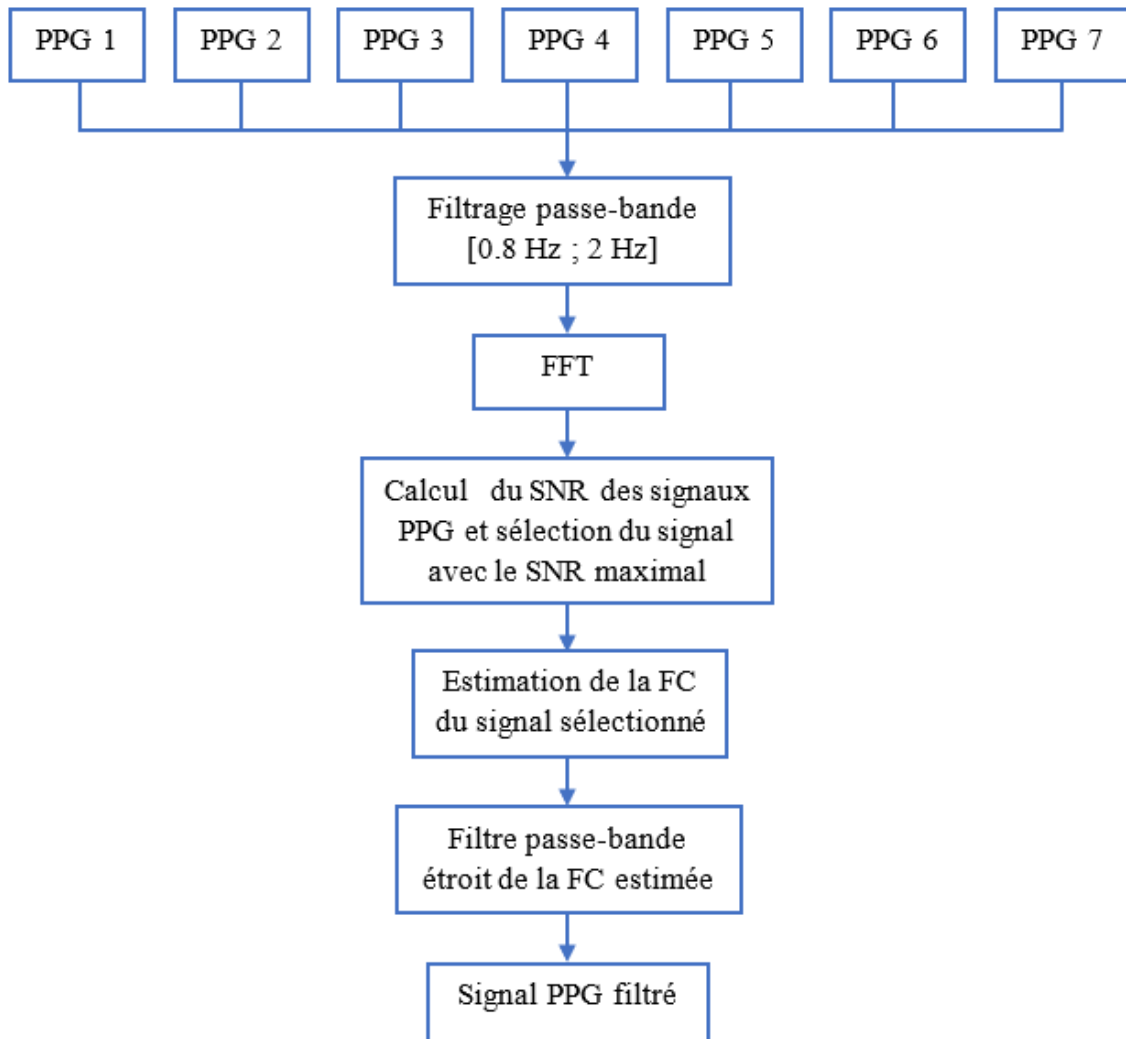 PPG 1
PPG 2
PPG 3
PPG 4
PPG 5
PPG 6
PPG 7
Filtrage passe-bande
[0.8 Hz ; 2 Hz]
FFT
Calcul du SNR des signaux
PPG et sélection du signal
avec le SNR maximal
Estimation de la FC
du signal sélectionné
Filtre passe-bande
étroit de la FC estimée
Signal PPG filtré